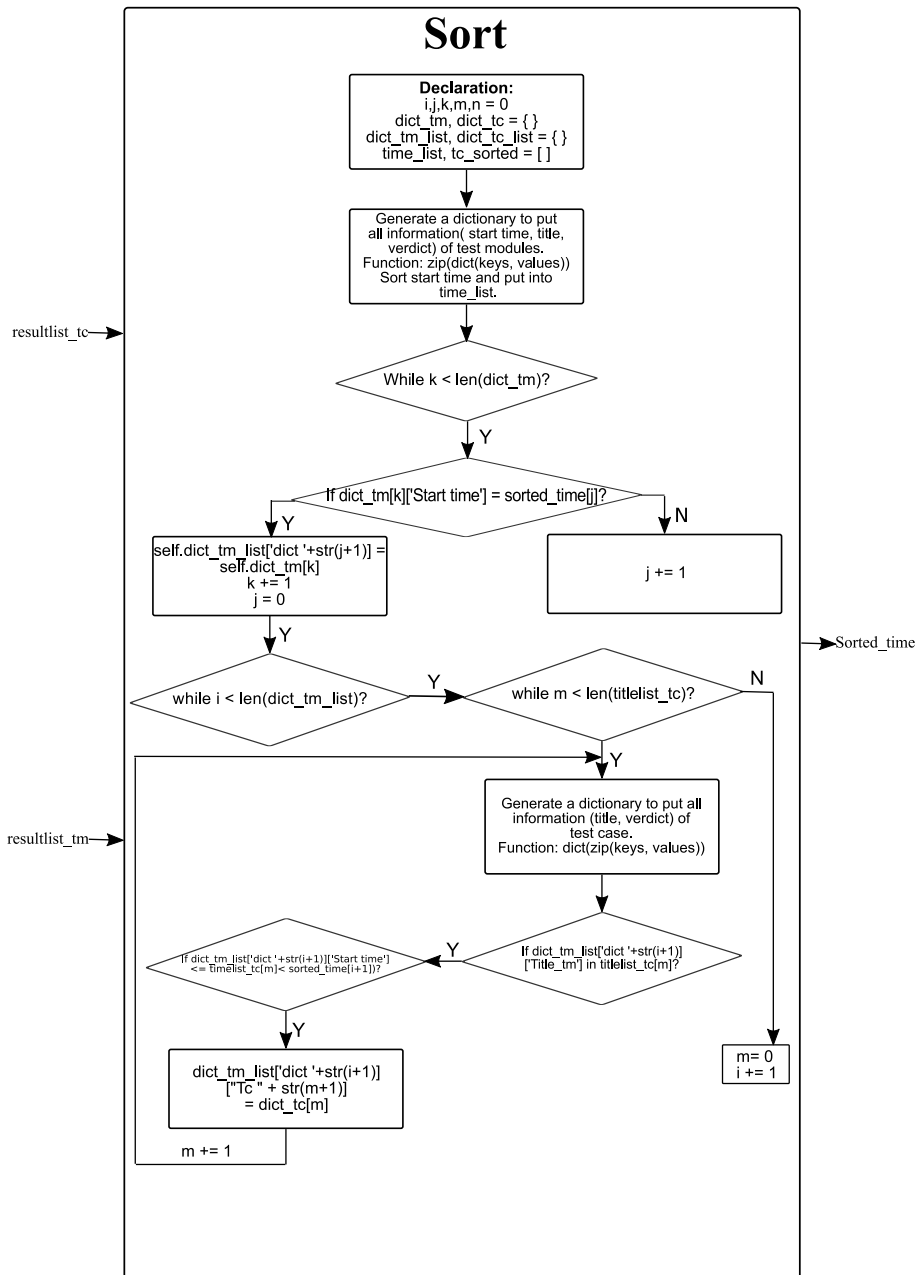 Sort
Declaration:
i,j,k,m,n = 0
dict_tm, dict_tc = { }
dict_tm_list, dict_tc_list = { }
time_list, tc_sorted = [ ]
Generate a dictionary to put
all information( start time, title,
verdict) of test modules.
Function: zip(dict(keys, values))
Sort start time and put into
time_list.
resultlist_tc
While k < len(dict_tm)?
Y
If dict_tm[k]['Start time'] = sorted_time[j]?
Y
N
self.dict_tm_list['dict '+str(j+1)] =
self.dict_tm[k]
k += 1
j = 0
j += 1
Y
Sorted_time
while i < len(dict_tm_list)?
Y
while m < len(titlelist_tc)?
N
Y
Generate a dictionary to put all
information (title, verdict) of
test case.
Function: dict(zip(keys, values))
resultlist_tm
If dict_tm_list['dict '+str(i+1)]
['Title_tm'] in titlelist_tc[m]?
Y
If dict_tm_list['dict '+str(i+1)]['Start time']
<= timelist_tc[m]< sorted_time[i+1])?
Y
dict_tm_list['dict '+str(i+1)]
["Tc " + str(m+1)]
= dict_tc[m]
m= 0
i += 1
m += 1